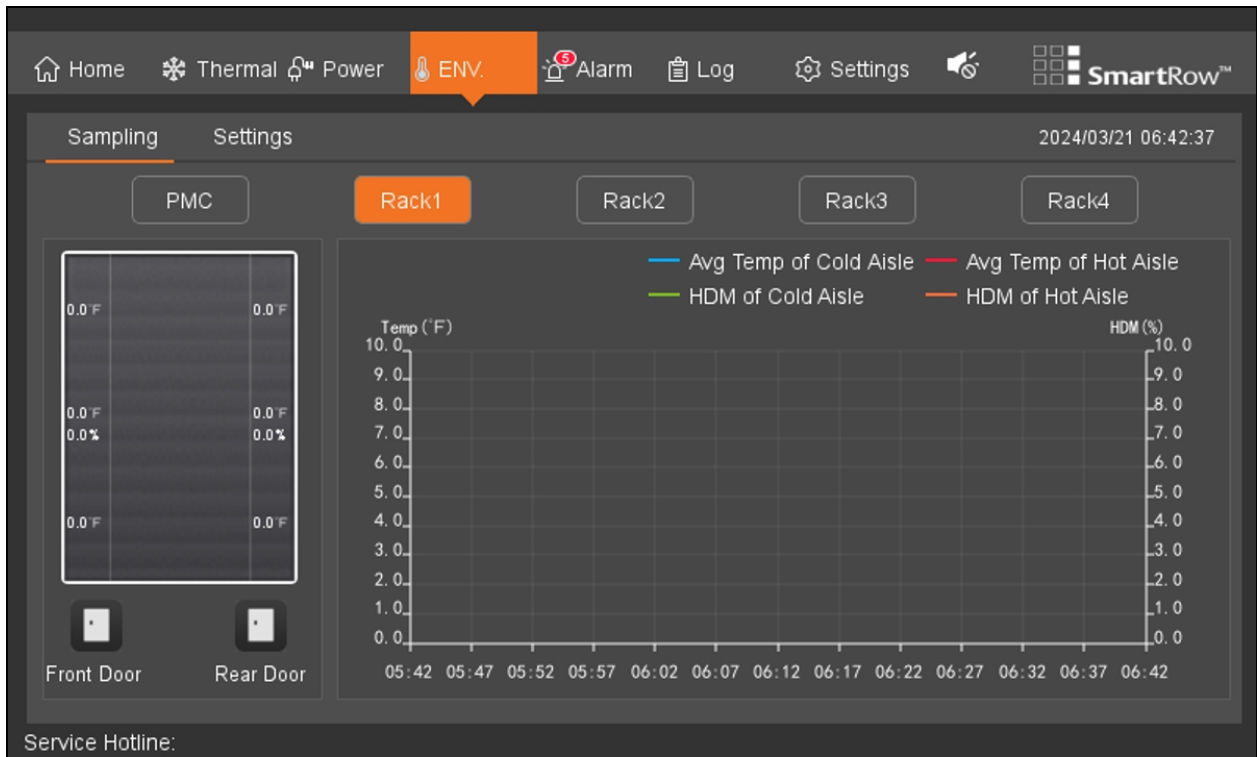 Home Thermal Power ENV. 5 Alarm Log Settings SmartRow™
Sampling Settings 2024/03/21 06:42:37
PMC Rack1 Rack2 Rack3 Rack4
Avg Temp of Cold Aisle Avg Temp of Hot Aisle
HDM of Cold Aisle HDM of Hot Aisle
0.0°F 0.0°F
0.0°F 0.0°F
0.0% 0.0%
0.0°F 0.0°F
Front Door Rear Door
Temp(°F) HDM(%)
10.0 10.0
9.0 9.0
8.0 8.0
7.0 7.0
6.0 6.0
5.0 5.0
4.0 4.0
3.0 3.0
2.0 2.0
1.0 1.0
0.0 0.0
05:42 05:47 05:52 05:57 06:02 06:07 06:12 06:17 06:22 06:27 06:32 06:37 06:42
Service Hotline: